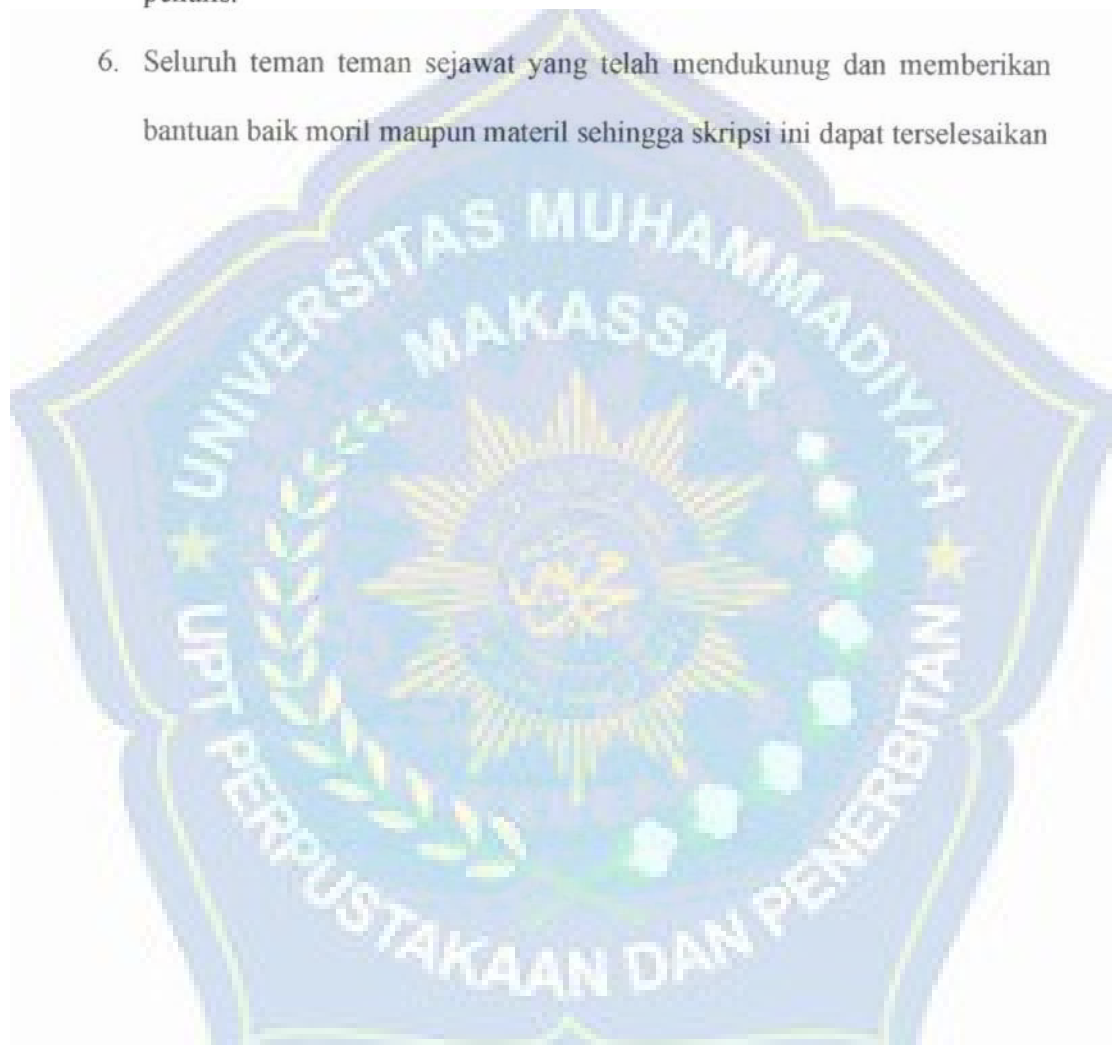 6. Seluruh teman teman sejawat yang telah mendukunug dan memberikan
bantuan baik moril maupun materil sehingga skripsi ini dapat terselesaikan
UNIVERSITAS MUHAMMADIYAH
MAKASSAR
UPT PERPUSTAKAAN DAN PENERBITAN